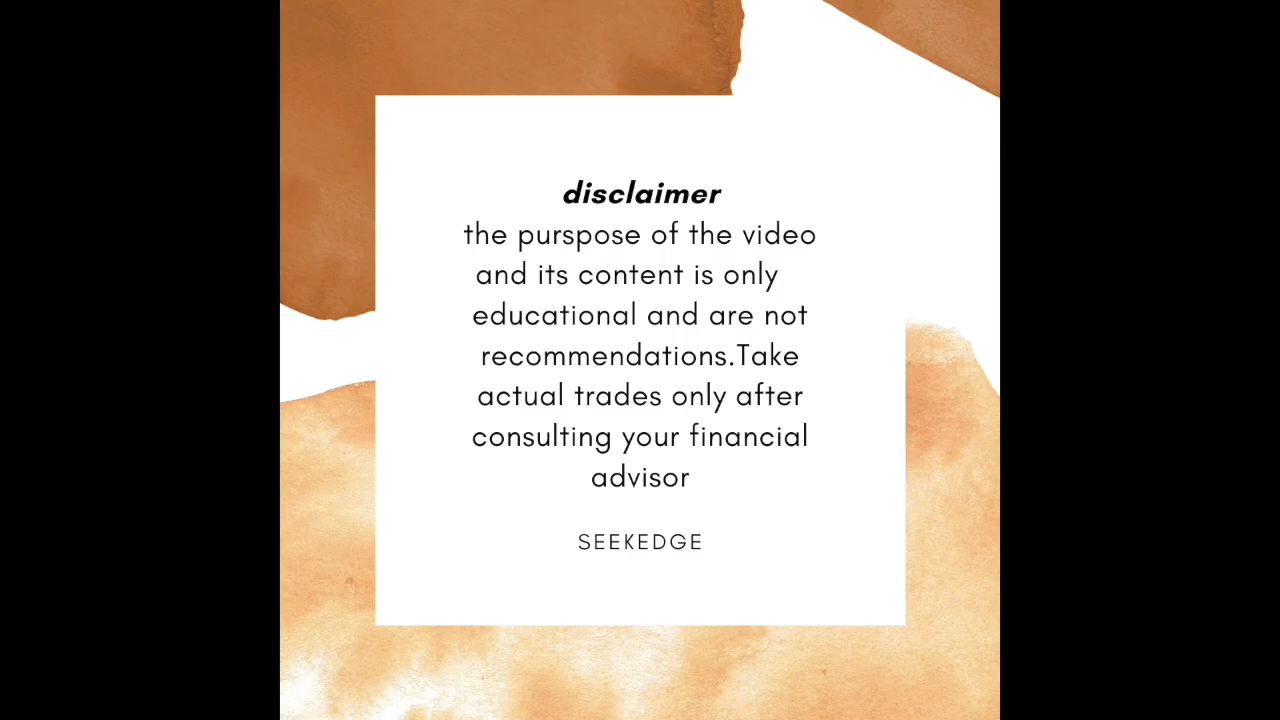 disclaimer
the purspose of the video
and its content is only
educational and are not
recommendations.Take
actual trades only after
consulting your financial
advisor
SEEKEDGE